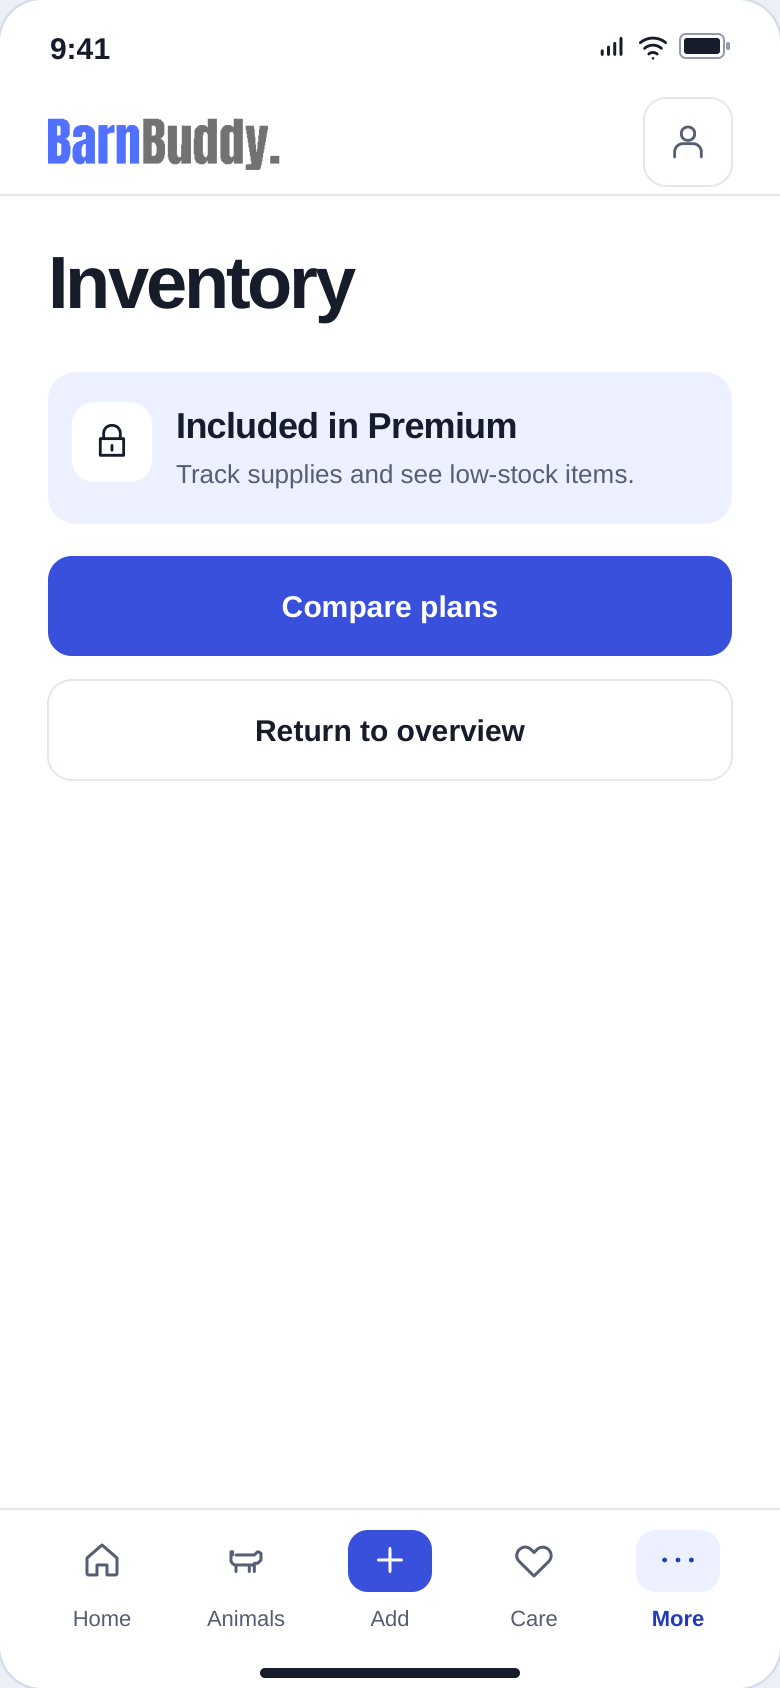 9:41
BarnBuddy.
Inventory
Included in Premium
Track supplies and see low-stock items.
Compare plans
Return to overview
Home
Animals
Add
Care
More